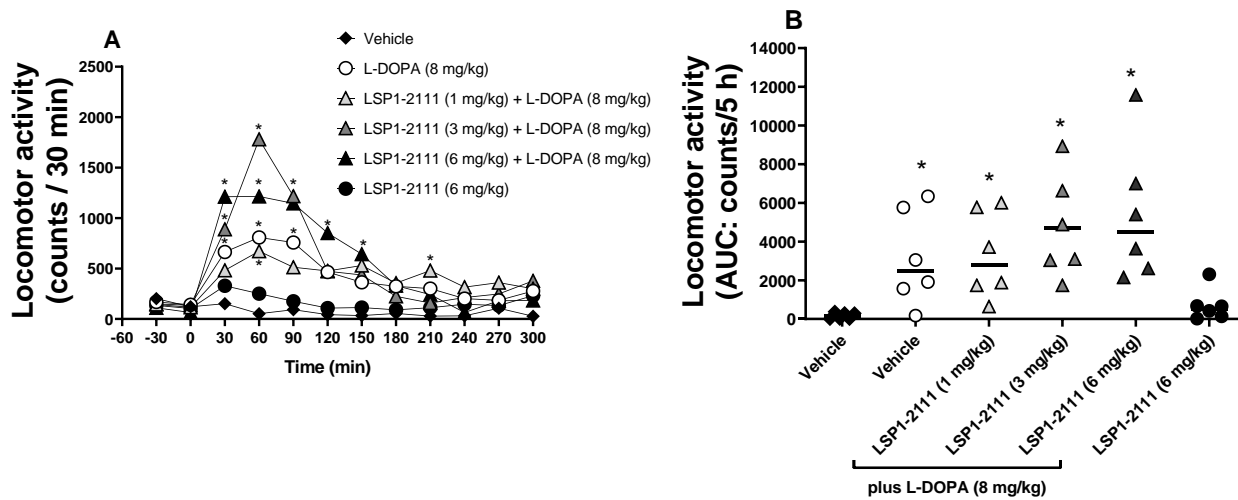 A
Locomotor activity
(counts / 30 min)
2500
2000
1500
1000
500
0
-60 -30 0 30 60 90 120 150 180 210 240 270 300
Time (min)
Vehicle
L-DOPA (8 mg/kg)
LSP1-2111 (1 mg/kg) + L-DOPA (8 mg/kg)
LSP1-2111 (3 mg/kg) + L-DOPA (8 mg/kg)
LSP1-2111 (6 mg/kg) + L-DOPA (8 mg/kg)
LSP1-2111 (6 mg/kg)
* * * * * * * * * * * * *
B
Locomotor activity
(AUC: counts/5 h)
14000
12000
10000
8000
6000
4000
2000
0
* * * *
Vehicle
Vehicle
LSP1-2111 (1 mg/kg)
LSP1-2111 (3 mg/kg)
LSP1-2111 (6 mg/kg)
LSP1-2111 (6 mg/kg)
plus L-DOPA (8 mg/kg)